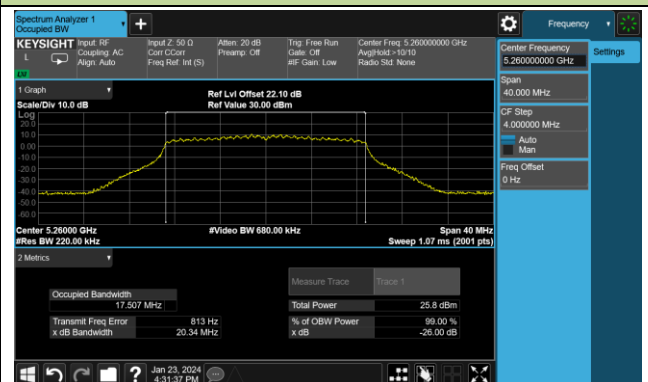 Spectrum Analyzer 1
Occupied BW
Frequency
KEYSIGHT
L
Input: RF
Coupling: AC
Align: Auto
Input Z: 50 Ω
Corr CCorr
Freq Ref: Int (S)
Atten: 20 dB
Preamp: Off
Trig: Free Run
Gate: Off
#IF Gain: Low
Center Freq: 5.260000000 GHz
Avg|Hold:>10/10
Radio Std: None
Center Frequency
5.260000000 GHz
Settings
Span
40.000 MHz
CF Step
4.000000 MHz
Auto
Man
Freq Offset
0 Hz
1 Graph
Scale/Div 10.0 dB
Ref Lvl Offset 22.10 dB
Ref Value 30.00 dBm
Log
20.0
10.0
0.00
-10.0
-20.0
-30.0
-40.0
-50.0
-60.0
Center 5.26000 GHz
#Res BW 220.00 kHz
#Video BW 680.00 kHz
Span 40 MHz
Sweep 1.07 ms (2001 pts)
2 Metrics
Measure Trace
Trace 1
Occupied Bandwidth
17.507 MHz
Total Power
25.8 dBm
Transmit Freq Error
813 Hz
% of OBW Power
99.00 %
x dB Bandwidth
20.34 MHz
x dB
-26.00 dB
Jan 23, 2024
4:31:37 PM